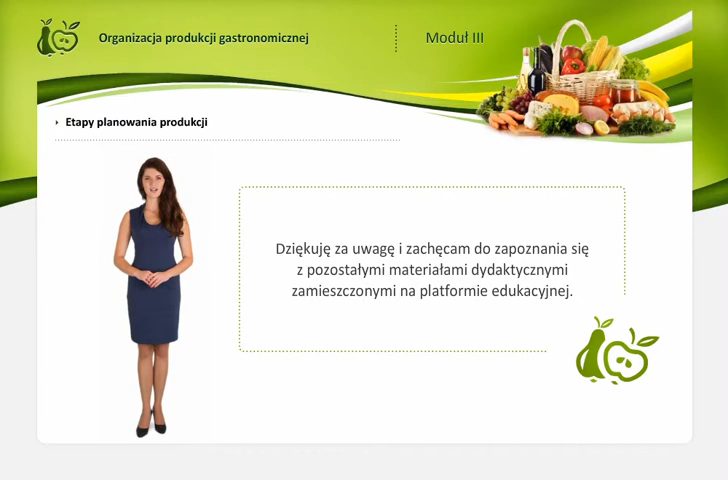 Organizacja produkcji gastronomicznej
Moduł III
Etapy planowania produkcji
Dziękuję za uwagę i zachęcam do zapoznania się
z pozostałymi materiałami dydaktycznymi
zamieszczonymi na platformie edukacyjnej.